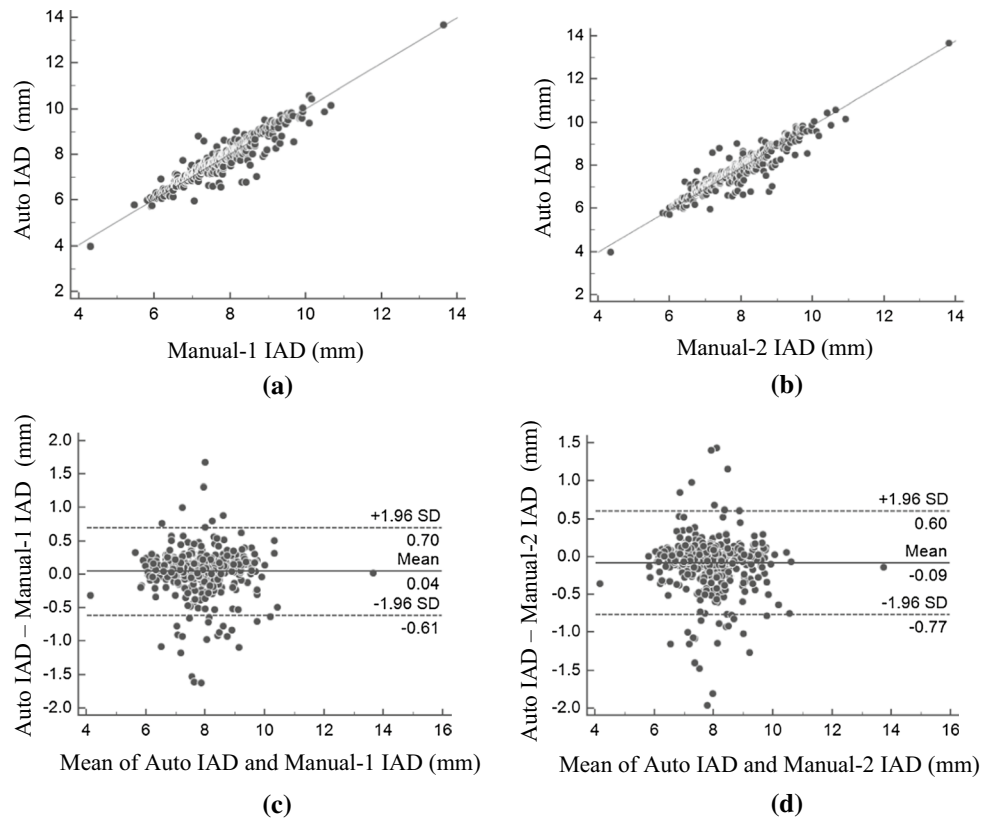 14
12
10
8
6
4
2
Auto IAD (mm)
4 6 8 10 12 14
Manual-1 IAD (mm)
(a)
14
12
10
8
6
4
2
Auto IAD (mm)
4 6 8 10 12 14
Manual-2 IAD (mm)
(b)
2.0
1.5
1.0
0.5
0.0
-0.5
-1.0
-1.5
-2.0
Auto IAD – Manual-1 IAD (mm)
+1.96 SD
0.70
Mean
0.04
-1.96 SD
-0.61
4 6 8 10 12 14 16
Mean of Auto IAD and Manual-1 IAD (mm)
(c)
1.5
1.0
0.5
0.0
-0.5
-1.0
-1.5
-2.0
Auto IAD – Manual-2 IAD (mm)
+1.96 SD
0.60
Mean
-0.09
-1.96 SD
-0.77
4 6 8 10 12 14 16
Mean of Auto IAD and Manual-2 IAD (mm)
(d)